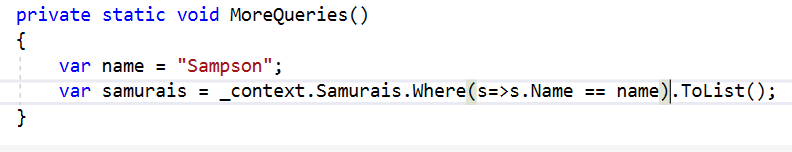 private static void MoreQueries()
{
    var name = "Sampson";
    var samurais = _context.Samurais.Where(s=>s.Name == name).ToList();
}